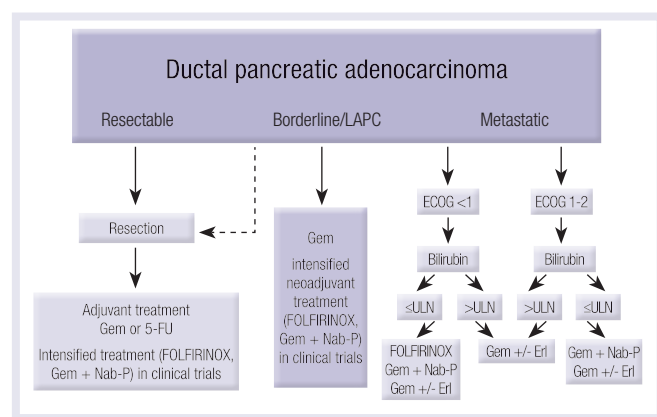 Ductal pancreatic adenocarcinoma
Resectable
Borderline/LAPC
Metastatic
Resection
Adjuvant treatment
Gem or 5-FU
Intensified treatment (FOLFIRINOX,
Gem + Nab-P) in clinical trials
Gem
intensified
neoadjuvant
treatment
(FOLFIRINOX,
Gem + Nab-P)
in clinical trials
ECOG <1
ECOG 1-2
Bilirubin
Bilirubin
≤ULN
>ULN
>ULN
≤ULN
FOLFIRINOX
Gem + Nab-P
Gem +/- Erl
Gem +/- Erl
Gem + Nab-P
Gem +/- Erl